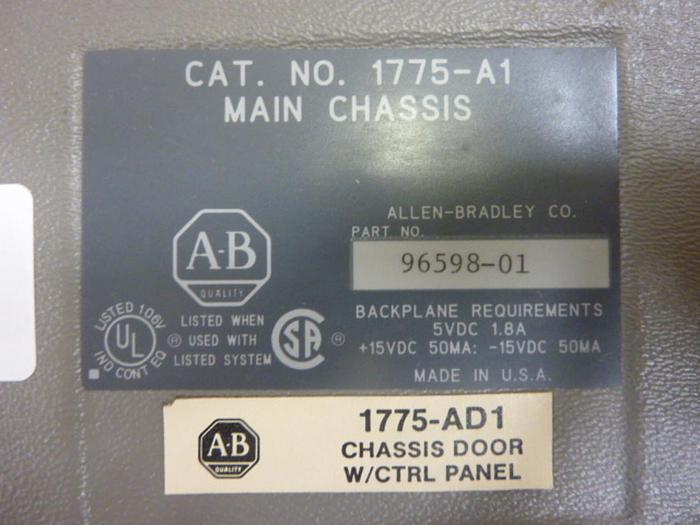 CAT. NO. 1775-A1
MAIN CHASSIS
ALLEN-BRADLEY CO.
PART NO.
96598-01
A-B
QUALITY
BACKPLANE REQUIREMENTS
5VDC 1.8A
+15VDC 50MA: -15VDC 50MA
MADE IN U.S.A.
LISTED 106V
UL
IND CONT EQ
®
LISTED WHEN
USED WITH
LISTED SYSTEM
SA
®
A-B
QUALITY
1775-AD1
CHASSIS DOOR
W/CTRL PANEL